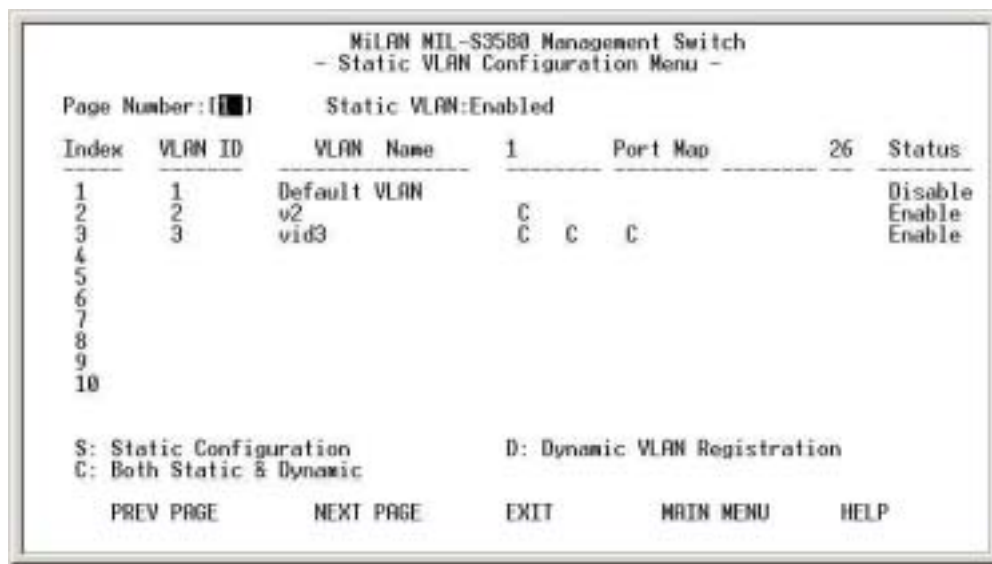 MiLAN MIL-S3580 Management Switch
- Static VLAN Configuration Menu -
Page Number:[1 ] Static VLAN:Enabled
Index VLAN ID VLAN Name 1 Port Map 26 Status
----- ------- ---------------- -------- -------- -------- -- ------
1 1 Default VLAN Disable
2 2 v2 C Enable
3 3 vid3 C C C Enable
4
5
6
7
8
9
10
S: Static Configuration D: Dynamic VLAN Registration
C: Both Static & Dynamic
PREV PAGE NEXT PAGE EXIT MAIN MENU HELP